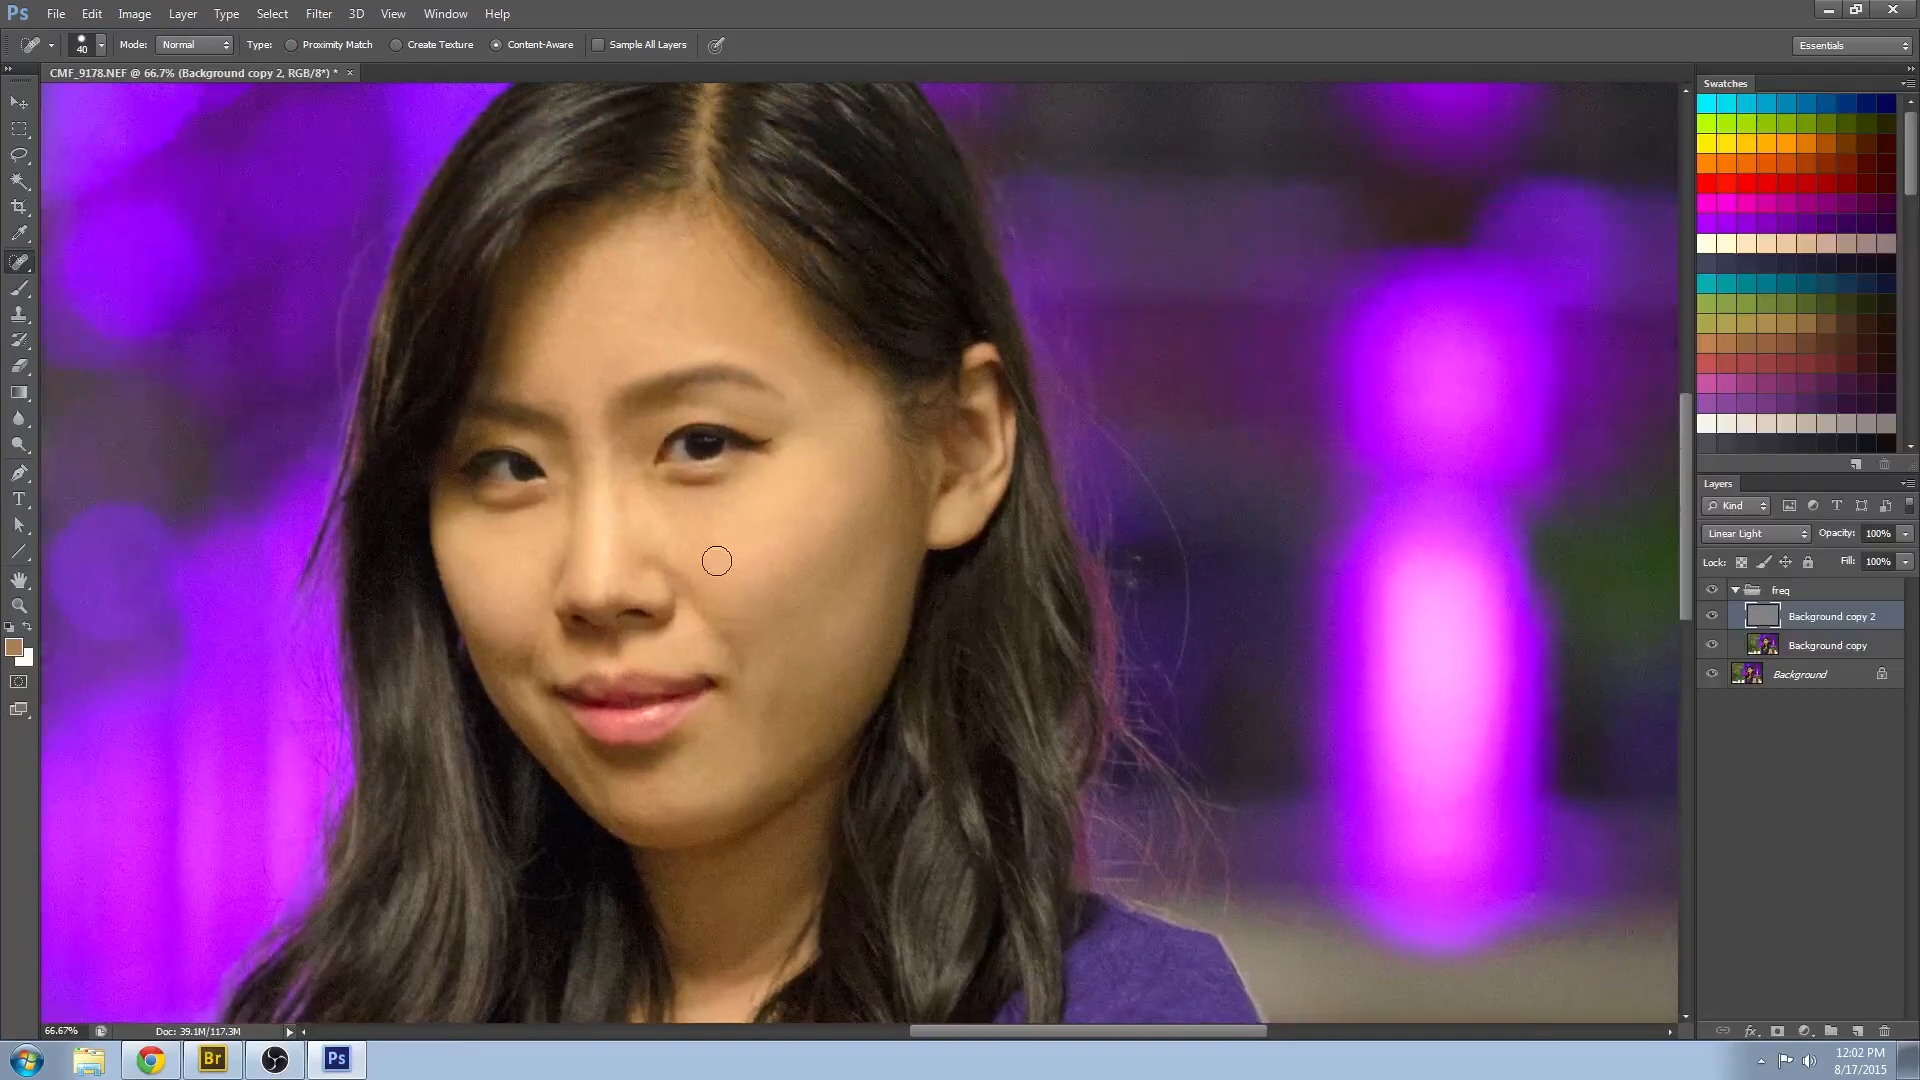 Ps File Edit Image Layer Type Select Filter 3D View Window Help
40 Mode: Normal Type: Proximity Match Create Texture Content-Aware Sample All Layers Essentials
CMF_9178.NEF @ 66.7% (Background copy 2, RGB/8*) * ×
Swatches
Layers
Kind
Linear Light Opacity: 100%
Lock: Fill: 100%
freq
Background copy 2
Background copy
Background
66.67% Doc: 39.1M/117.3M
fx
Br Ps
12:02 PM
8/17/2015